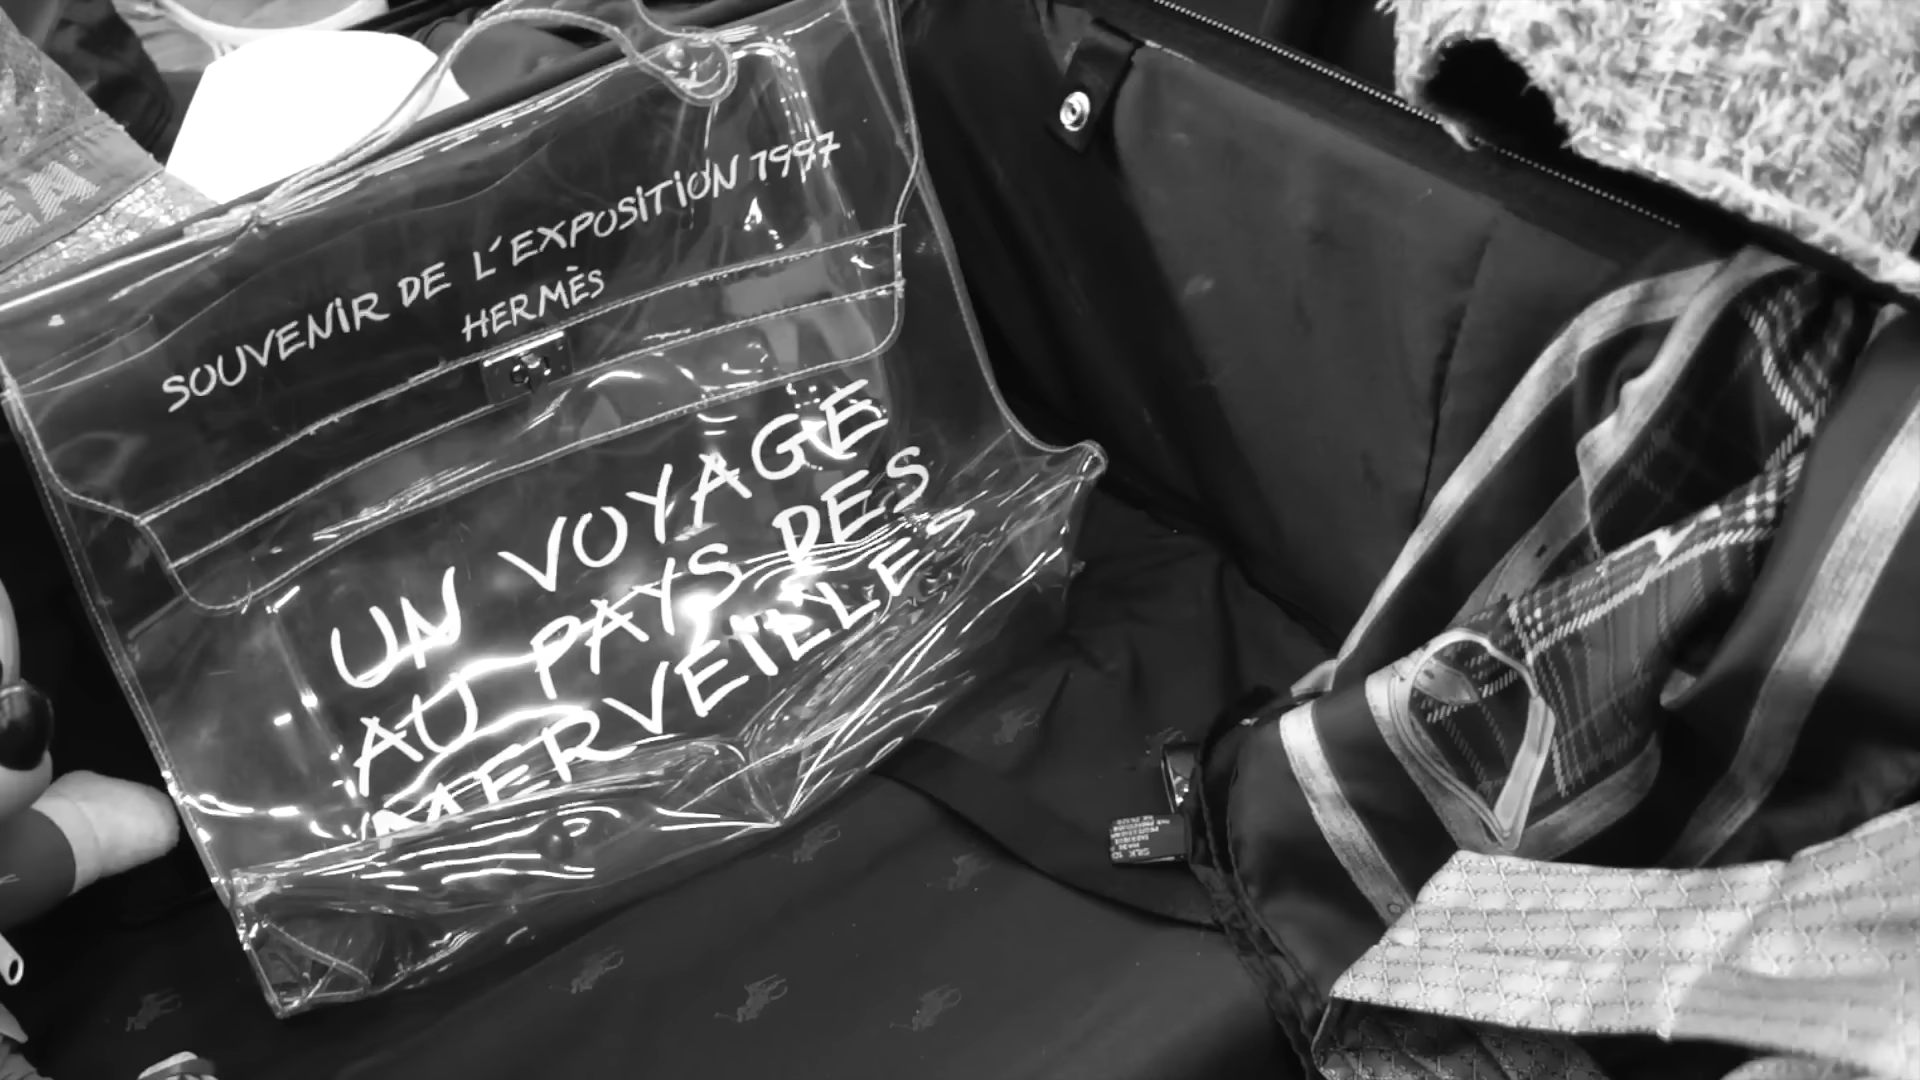 SOUVENIR DE L'EXPOSITION 1997
HERMÈS
UN VOYAGE
AU PAYS DES
MERVEILLES